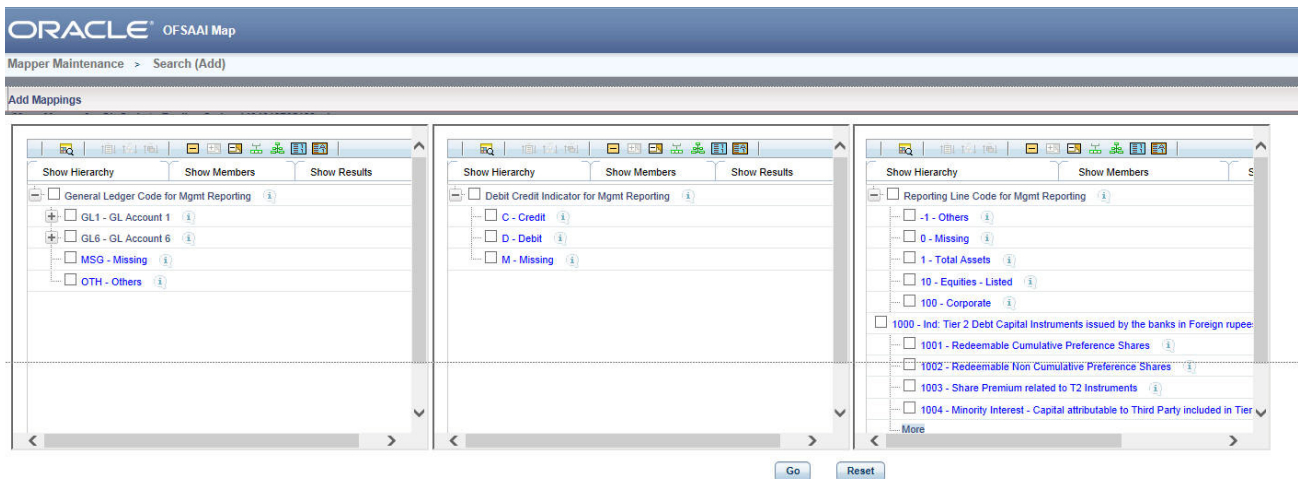 ORACLE® OFSAAI Map
Mapper Maintenance > Search (Add)
Add Mappings
Show Hierarchy Show Members Show Results
General Ledger Code for Mgmt Reporting
GL1 - GL Account 1
GL6 - GL Account 6
MSG - Missing
OTH - Others
Show Hierarchy Show Members Show Results
Debit Credit Indicator for Mgmt Reporting
C - Credit
D - Debit
M - Missing
Show Hierarchy Show Members S
Reporting Line Code for Mgmt Reporting
-1 - Others
0 - Missing
1 - Total Assets
10 - Equities - Listed
100 - Corporate
1000 - Ind: Tier 2 Debt Capital Instruments issued by the banks in Foreign rupee
1001 - Redeemable Cumulative Preference Shares
1002 - Redeemable Non Cumulative Preference Shares
1003 - Share Premium related to T2 Instruments
1004 - Minority Interest - Capital attributable to Third Party included in Tier
More
Go Reset